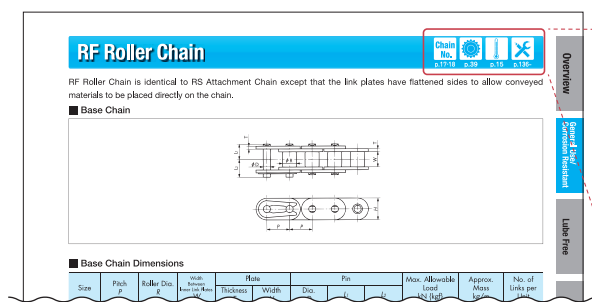 RF Roller Chain
Chain
No.
p.17-18
p.39
p.15
p.136-
RF Roller Chain is identical to RS Attachment Chain except that the link plates have flattened sides to allow conveyed
materials to be placed directly on the chain.
■ Base Chain
T
T
W
H
P
P
■ Base Chain Dimensions
Size
Pitch
P
Roller Dia.
R
Width
Between
Inner Link Plates
W
Plate
Thickness
Width
Pin
Dia.
Max. Allowable
Load
kN {kgf}
Approx.
Mass
kg/m
No. of
Links per
Unit
Overview
General Use/
Corrosion Resistant
Lube Free